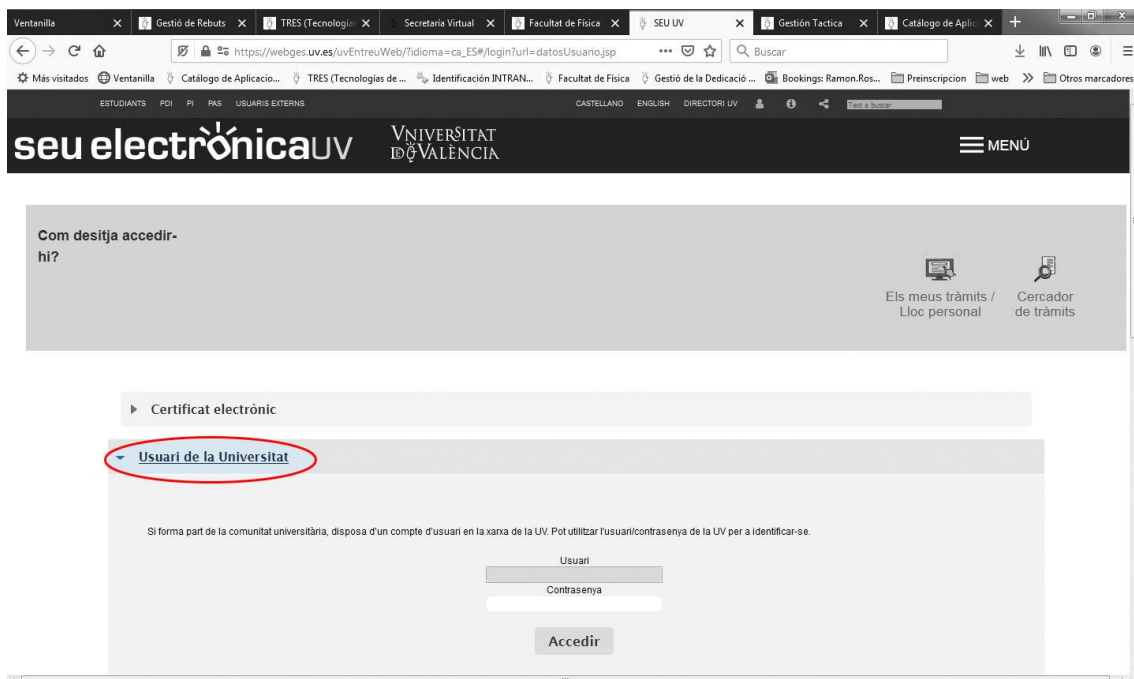 Ventanilla Gestió de Rebuts TRES (Tecnología Secretaría Virtual Facultat de Física SEU UV Gestión Tactica Catálogo de Aplic
https://webges.uv.es/uvEntreuWeb/?idioma=ca_ES#/login?url=datosUsuario.jsp Buscar
Más visitados Ventanilla Catálogo de Aplicacio... TRES (Tecnologías de ... Identificación INTRAN... Facultat de Física Gestió de la Dedicació ... Bookings: Ramon.Ros... Preinscripcion web Otros marcadores
ESTUDIANTS PDI PI PAS USUARIS EXTERNS CASTELLANO ENGLISH DIRECTORI UV Text a buscar
seu electrònicauv VNIVERSITAT
D VALÈNCIA
MENÚ
Com desitja accedir-
hi?
Els meus tràmits /
Lloc personal
Cercador
de tràmits
Certificat electrònic
Usuari de la Universitat
Si forma part de la comunitat universitària, disposa d'un compte d'usuari en la xarxa de la UV. Pot utilitzar l'usuari/contrasenya de la UV per a identificar-se.
Usuari
Contrasenya
Accedir